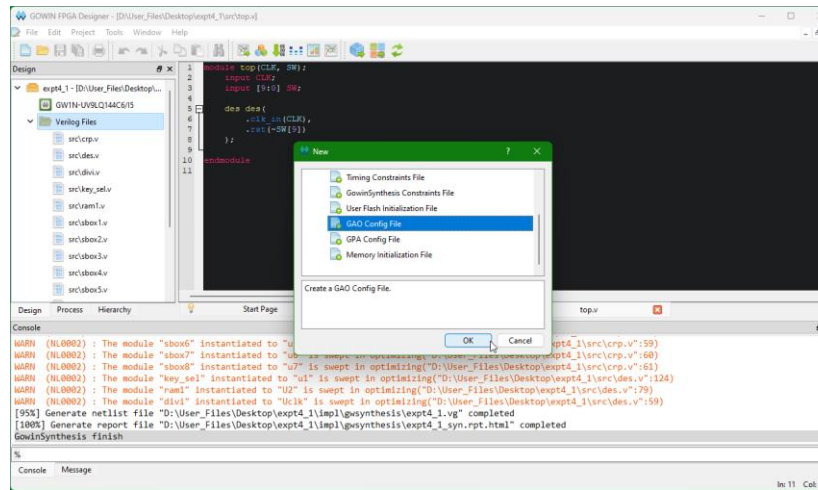 GOWIN FPGA Designer - [D:\User_Files\Desktop\expt4_1\src\top.v]
File Edit Project Tools Window Help
Design
expt4_1 - [D:\User_Files\Desktop\...
GW1N-UV9LQ144C6/I5
Verilog Files
src\crp.v
src\des.v
src\divi.v
src\key_sel.v
src\ram1.v
src\sbox1.v
src\sbox2.v
src\sbox3.v
src\sbox4.v
src\sbox5.v
Design Process Hierarchy
1 module top(CLK, SW);
2 input CLK;
3 input [9:0] SW;
4
5 des des(
6 .clk_in(CLK),
7 .rst(~SW[9])
8 );
9
10 endmodule
11
New
Timing Constraints File
GowinSynthesis Constraints File
User Flash Initialization File
GAO Config File
GPA Config File
Memory Initialization File
Create a GAO Config File.
OK Cancel
Start Page top.v
Console
WARN (NL0002) : The module "sbox6" instantiated to "u expt4_1\src\crp.v":59)
WARN (NL0002) : The module "sbox7" instantiated to "u6" is swept in optimizing("D:\User_Files\Desktop\expt4_1\src\crp.v":60)
WARN (NL0002) : The module "sbox8" instantiated to "u7" is swept in optimizing("D:\User_Files\Desktop\expt4_1\src\crp.v":61)
WARN (NL0002) : The module "key_sel" instantiated to "u1" is swept in optimizing("D:\User_Files\Desktop\expt4_1\src\des.v":124)
WARN (NL0002) : The module "ram1" instantiated to "U2" is swept in optimizing("D:\User_Files\Desktop\expt4_1\src\des.v":79)
WARN (NL0002) : The module "divi" instantiated to "Uclk" is swept in optimizing("D:\User_Files\Desktop\expt4_1\src\des.v":59)
[95%] Generate netlist file "D:\User_Files\Desktop\expt4_1\impl\gwsynthesis\expt4_1.vg" completed
[100%] Generate report file "D:\User_Files\Desktop\expt4_1\impl\gwsynthesis\expt4_1_syn.rpt.html" completed
GowinSynthesis finish
%
Console Message
In: 11 Col: